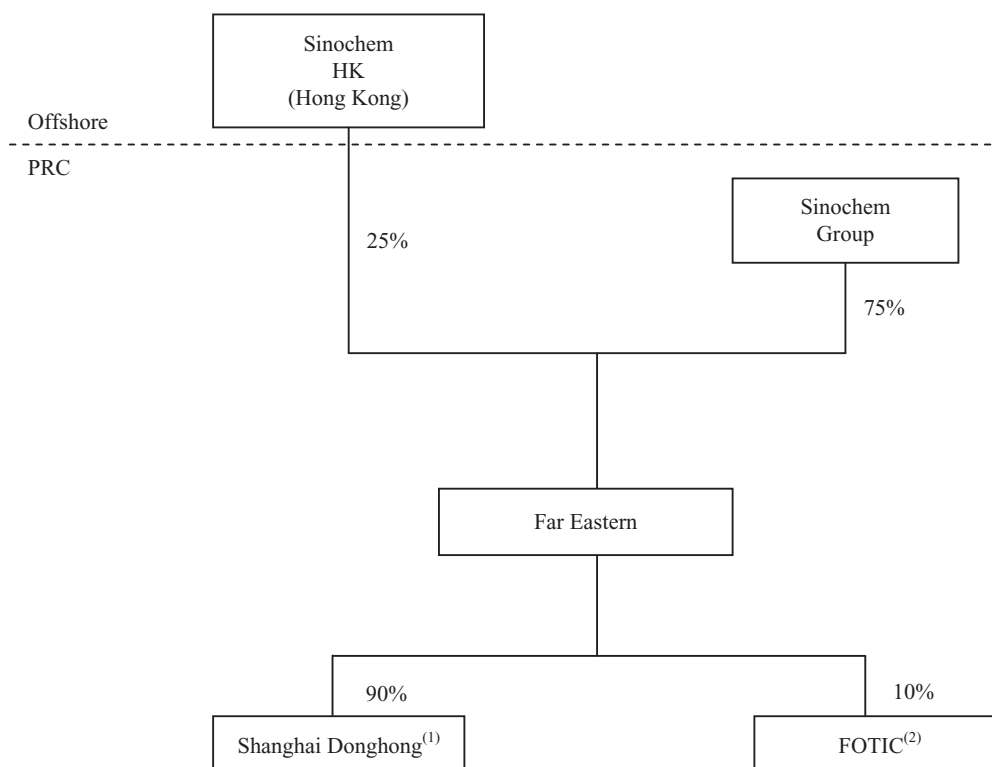 Sinochem
HK
(Hong Kong)
Offshore
PRC
Sinochem
Group
25%
75%
Far Eastern
90%
10%
Shanghai Donghong(1)
FOTIC(2)